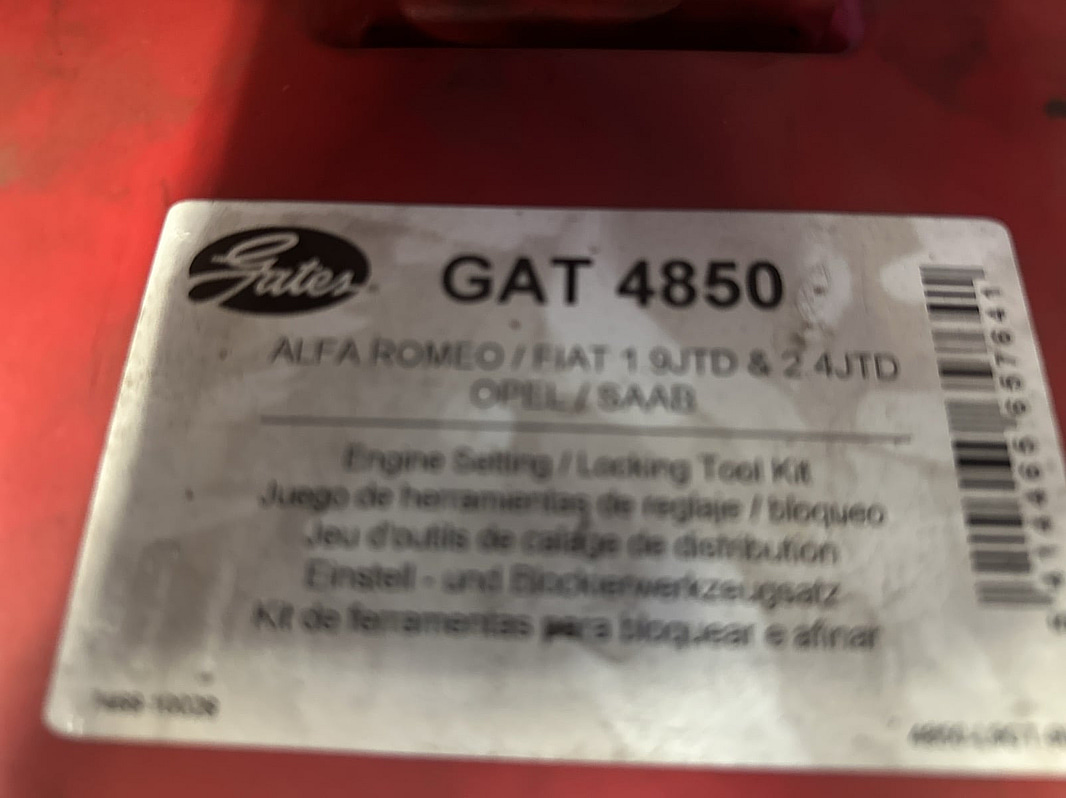 Gates
GAT 4850
ALFA ROMEO / FIAT 1.9JTD & 2.4JTD
OPEL / SAAB
Engine Setting / Locking Tool Kit
Juego de herramientas de reglaje / bloqueo
Jeu d'outils de calage de distribution
Einstell - und Blockierwerkzeugsatz
Kit de ferramentas para bloquear e afinar